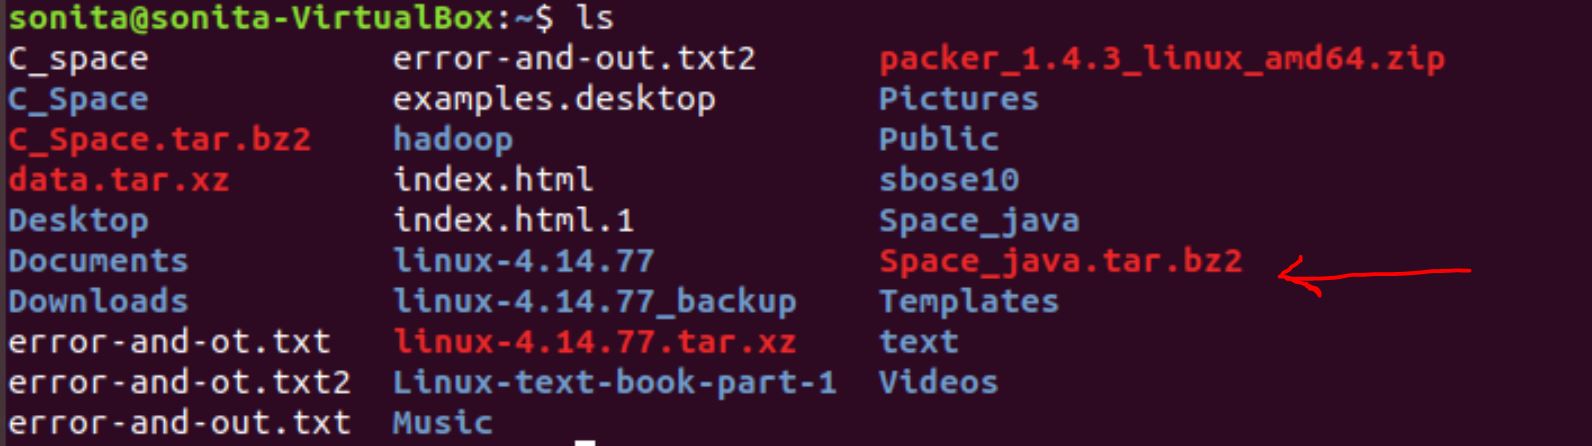 sonita@sonita-VirtualBox:~$ ls
C_space error-and-out.txt2 packer_1.4.3_linux_amd64.zip
C_Space examples.desktop Pictures
C_Space.tar.bz2 hadoop Public
data.tar.xz index.html sbose10
Desktop index.html.1 Space_java
Documents linux-4.14.77 Space_java.tar.bz2
Downloads linux-4.14.77_backup Templates
error-and-ot.txt linux-4.14.77.tar.xz text
error-and-ot.txt2 Linux-text-book-part-1 Videos
error-and-out.txt Music